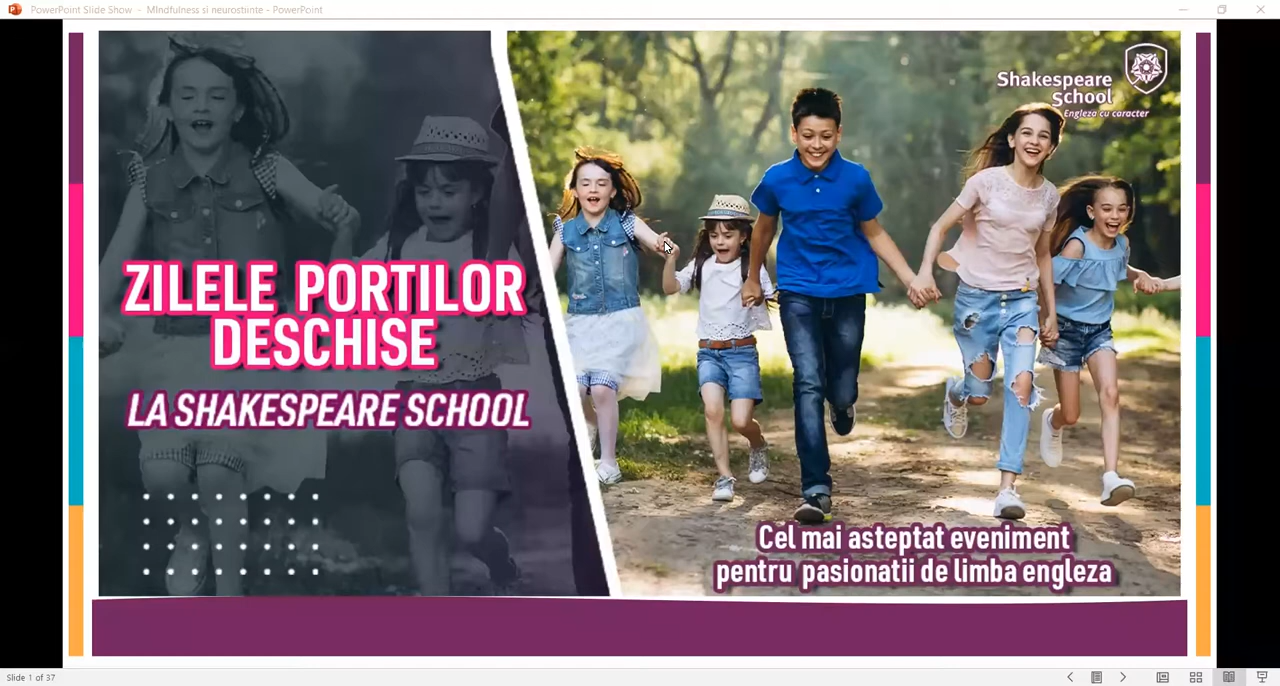 PowerPoint Slide Show - MIndfulness si neurostiinte - PowerPoint
Shakespeare
School
Engleza cu caracter
ZILELE PORTILOR
DESCHISE
LA SHAKESPEARE SCHOOL
Cel mai asteptat eveniment
pentru pasionatii de limba engleza
Slide 1 of 37